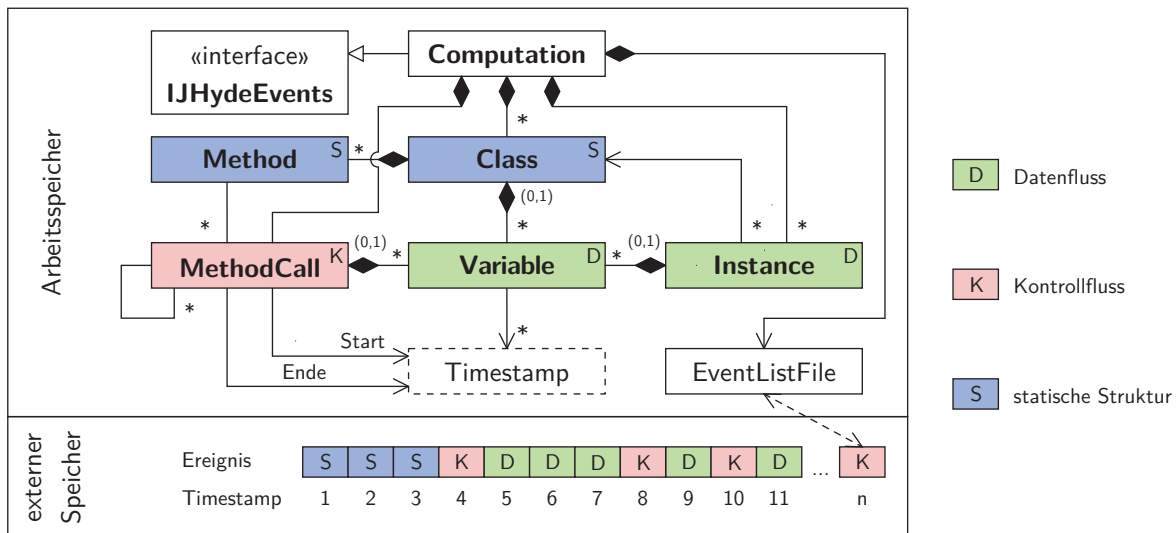 Arbeitsspeicher
«interface»
IJHydeEvents
Computation
*
Method S
*
Class S
(0,1)
*
*
*
*
MethodCall K
(0,1)
*
Variable D
*
(0,1)
Instance D
*
Start
Ende
*
Timestamp
EventListFile
D Datenfluss
K Kontrollfluss
S statische Struktur
externer
Speicher
Ereignis S S S K D D D K D K D ... K
Timestamp 1 2 3 4 5 6 7 8 9 10 11 n